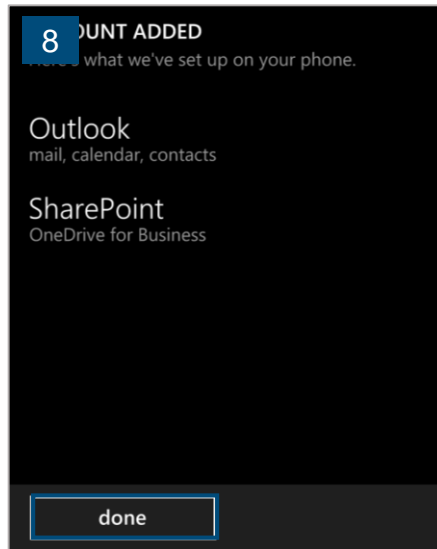 8
OUNT ADDED
what we've set up on your phone.
Outlook
mail, calendar, contacts
SharePoint
OneDrive for Business
done